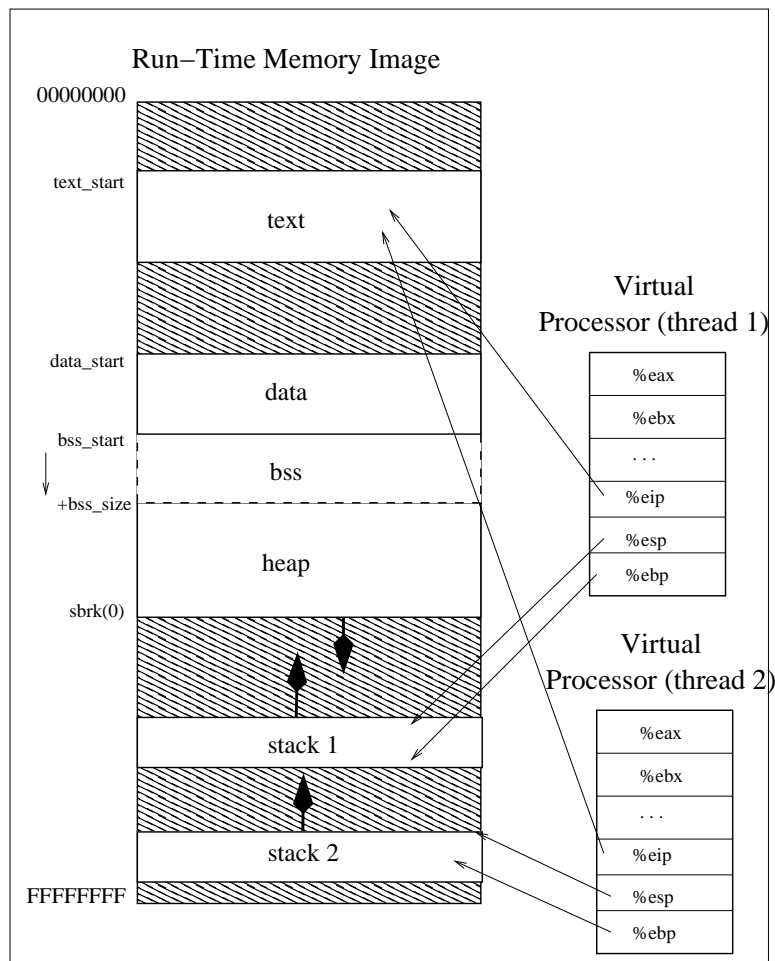 Run−Time Memory Image
00000000
text_start
text
data_start
data
bss_start
bss
+bss_size
heap
sbrk(0)
stack 1
stack 2
FFFFFFFF
Virtual
Processor (thread 1)
%eax
%ebx
. . .
%eip
%esp
%ebp
Virtual
Processor (thread 2)
%eax
%ebx
. . .
%eip
%esp
%ebp